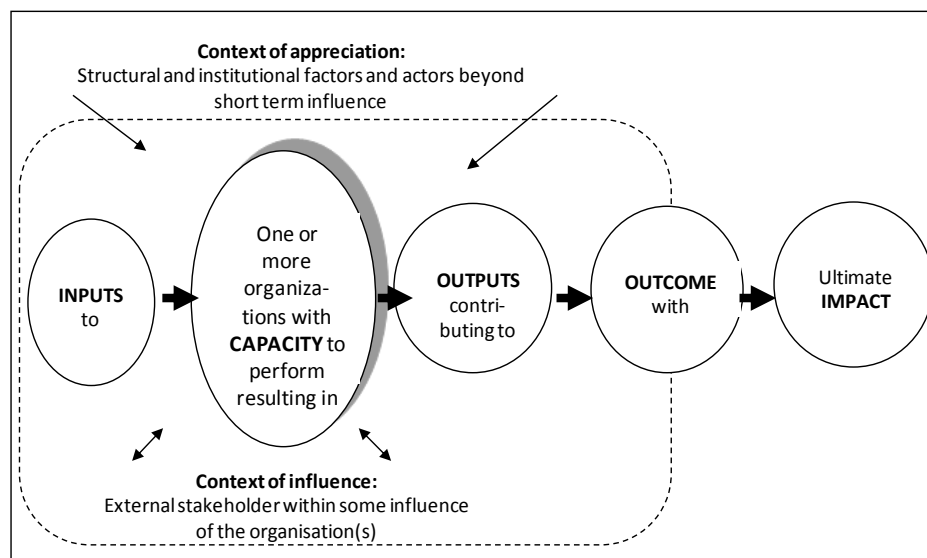 Context of appreciation:
Structural and institutional factors and actors beyond
short term influence
INPUTS
to
One or
more
organiza-
tions with
CAPACITY to
perform
resulting in
OUTPUTS
contri-
buting to
OUTCOME
with
Ultimate
IMPACT
Context of influence:
External stakeholder within some influence
of the organisation(s)